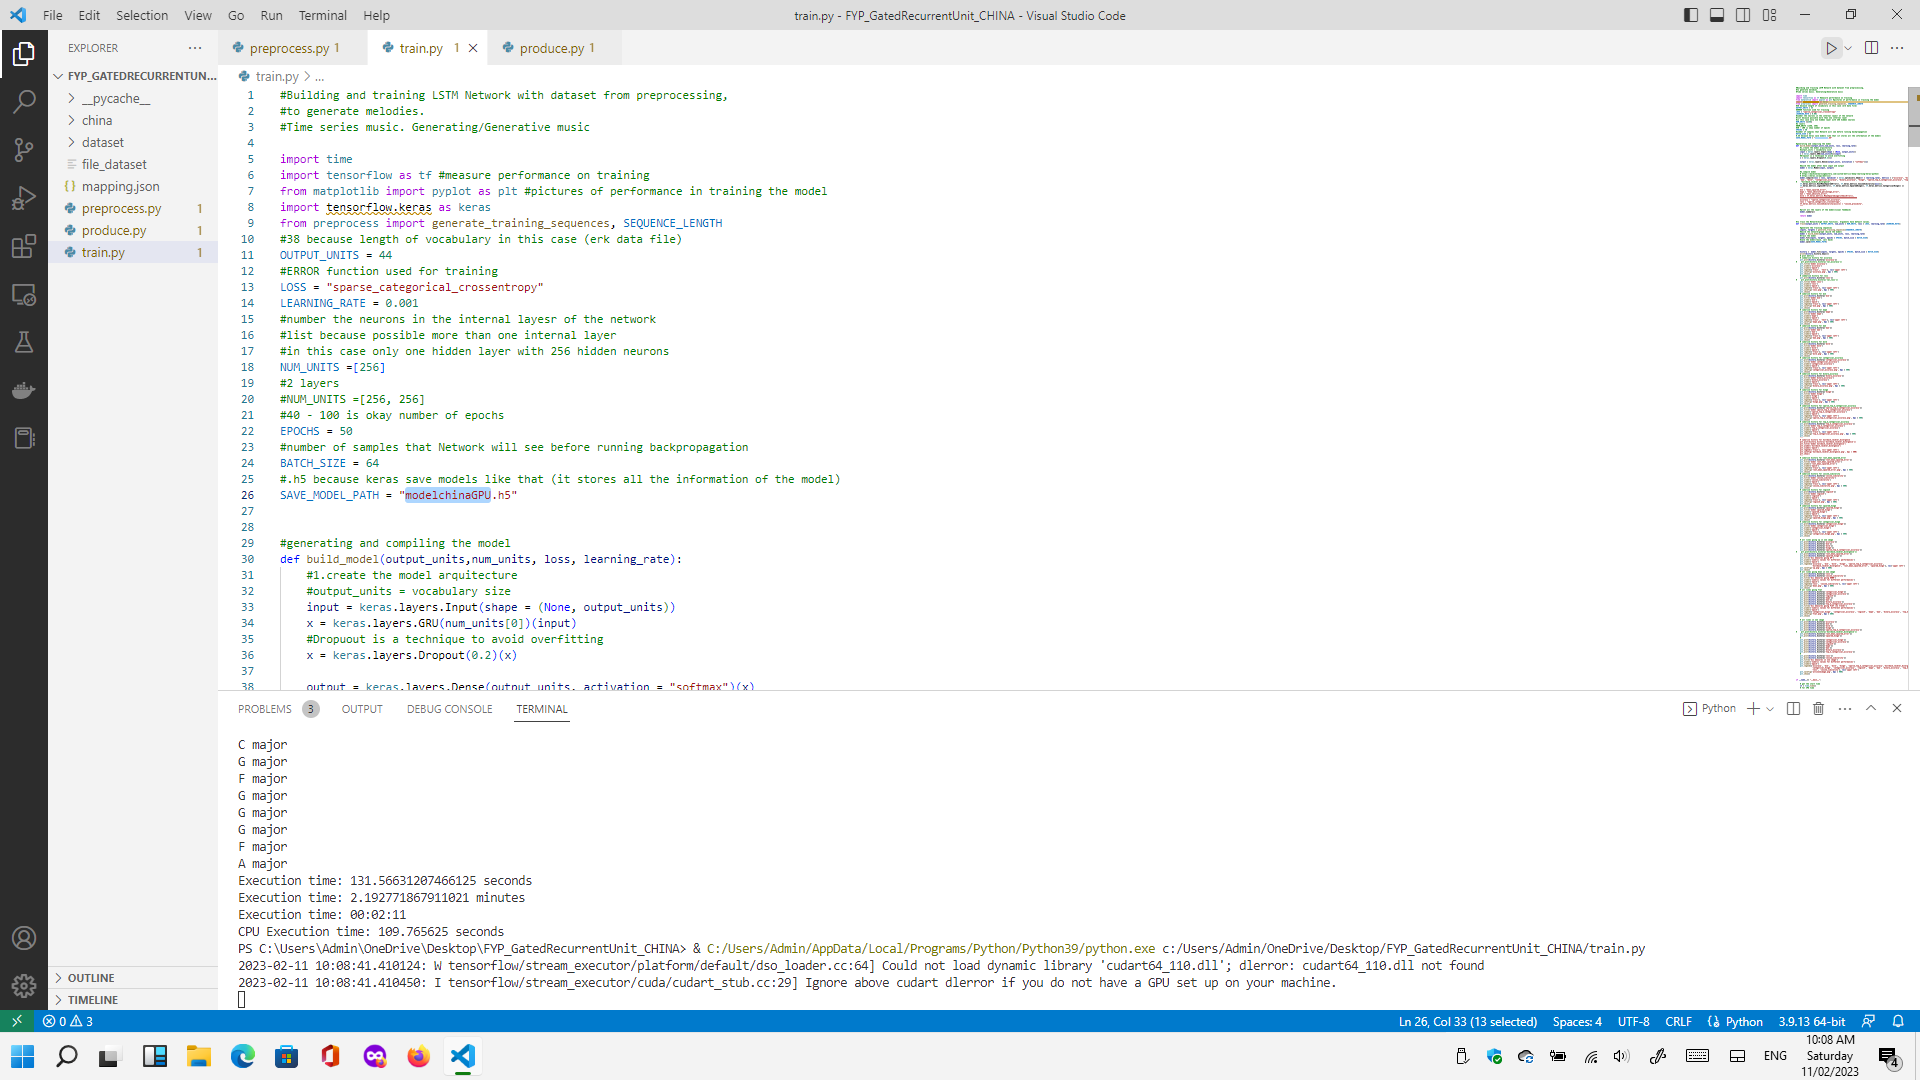 File Edit Selection View Go Run Terminal Help
train.py - FYP_GatedRecurrentUnit_CHINA - Visual Studio Code
EXPLORER
preprocess.py 1
train.py 1
produce.py 1
FYP_GATEDRECURRENTUN...
train.py > ...
__pycache__
china
dataset
file_dataset
mapping.json
preprocess.py 1
produce.py 1
train.py 1
1 #Building and training LSTM Network with dataset from preprocessing,
2 #to generate melodies.
3 #Time series music. Generating/Generative music
4
5 import time
6 import tensorflow as tf #measure performance on training
7 from matplotlib import pyplot as plt #pictures of performance in training the model
8 import tensorflow.keras as keras
9 from preprocess import generate_training_sequences, SEQUENCE_LENGTH
10 #38 because length of vocabulary in this case (erk data file)
11 OUTPUT_UNITS = 44
12 #ERROR function used for training
13 LOSS = "sparse_categorical_crossentropy"
14 LEARNING_RATE = 0.001
15 #number the neurons in the internal layesr of the network
16 #list because possible more than one internal layer
17 #in this case only one hidden layer with 256 hidden neurons
18 NUM_UNITS =[256]
19 #2 layers
20 #NUM_UNITS =[256, 256]
21 #40 - 100 is okay number of epochs
22 EPOCHS = 50
23 #number of samples that Network will see before running backpropagation
24 BATCH_SIZE = 64
25 #.h5 because keras save models like that (it stores all the information of the model)
26 SAVE_MODEL_PATH = "modelchinaGPU.h5"
27
28
29 #generating and compiling the model
30 def build_model(output_units,num_units, loss, learning_rate):
31 #1.create the model arquitecture
32 #output_units = vocabulary size
33 input = keras.layers.Input(shape = (None, output_units))
34 x = keras.layers.GRU(num_units[0])(input)
35 #Dropuout is a technique to avoid overfitting
36 x = keras.layers.Dropout(0.2)(x)
37
38 output = keras.layers.Dense(output_units, activation = "softmax")(x)
PROBLEMS 3 OUTPUT DEBUG CONSOLE TERMINAL
Python
C major
G major
F major
G major
G major
G major
F major
A major
Execution time: 131.56631207466125 seconds
Execution time: 2.192771867911021 minutes
Execution time: 00:02:11
CPU Execution time: 109.765625 seconds
PS C:\Users\Admin\OneDrive\Desktop\FYP_GatedRecurrentUnit_CHINA> & C:/Users/Admin/AppData/Local/Programs/Python/Python39/python.exe c:/Users/Admin/OneDrive/Desktop/FYP_GatedRecurrentUnit_CHINA/train.py
2023-02-11 10:08:41.410124: W tensorflow/stream_executor/platform/default/dso_loader.cc:64] Could not load dynamic library 'cudart64_110.dll'; dlerror: cudart64_110.dll not found
2023-02-11 10:08:41.410450: I tensorflow/stream_executor/cuda/cudart_stub.cc:29] Ignore above cudart dlerror if you do not have a GPU set up on your machine.
OUTLINE
TIMELINE
0 3
Ln 26, Col 33 (13 selected) Spaces: 4 UTF-8 CRLF Python 3.9.13 64-bit
ENG
10:08 AM
Saturday
11/02/2023
4